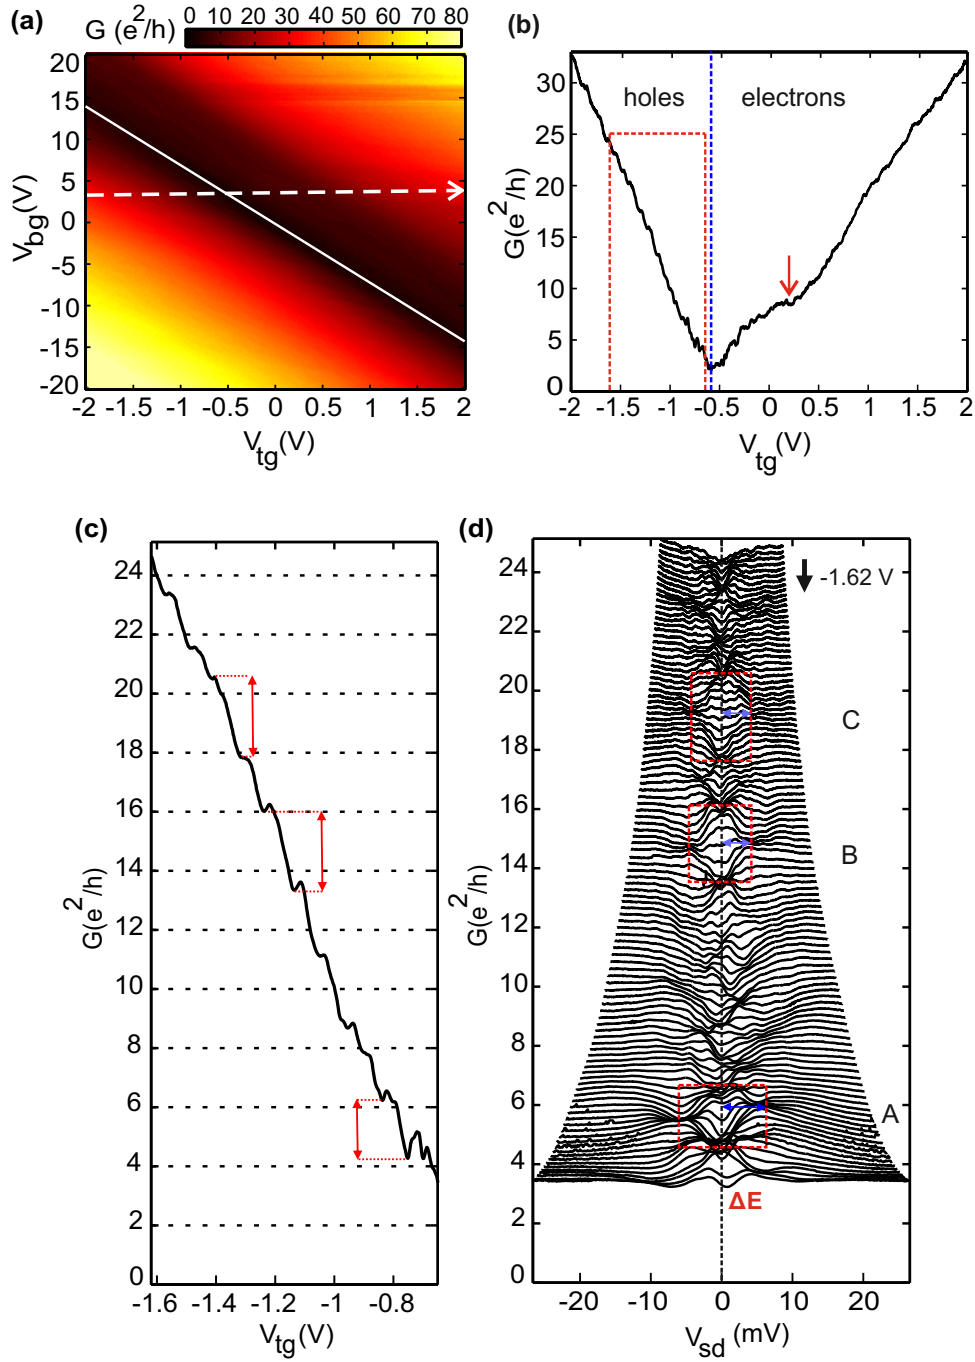 (a)
G (e²/h)
0 10 20 30 40 50 60 70 80
20
15
10
5
0
-5
-10
-15
-20
V_bg(V)
-2 -1.5 -1 -0.5 0 0.5 1 1.5 2
V_tg(V)
(b)
30
25
20
15
10
5
0
G(e²/h)
holes electrons
-2 -1.5 -1 -0.5 0 0.5 1 1.5 2
V_tg(V)
(c)
24
22
20
18
16
14
12
10
8
6
4
2
0
G(e²/h)
-1.6 -1.4 -1.2 -1 -0.8
V_tg(V)
(d)
24
22
20
18
16
14
12
10
8
6
4
2
0
G(e²/h)
-1.62 V
C
B
A
ΔE
-20 -10 0 10 20
V_sd (mV)